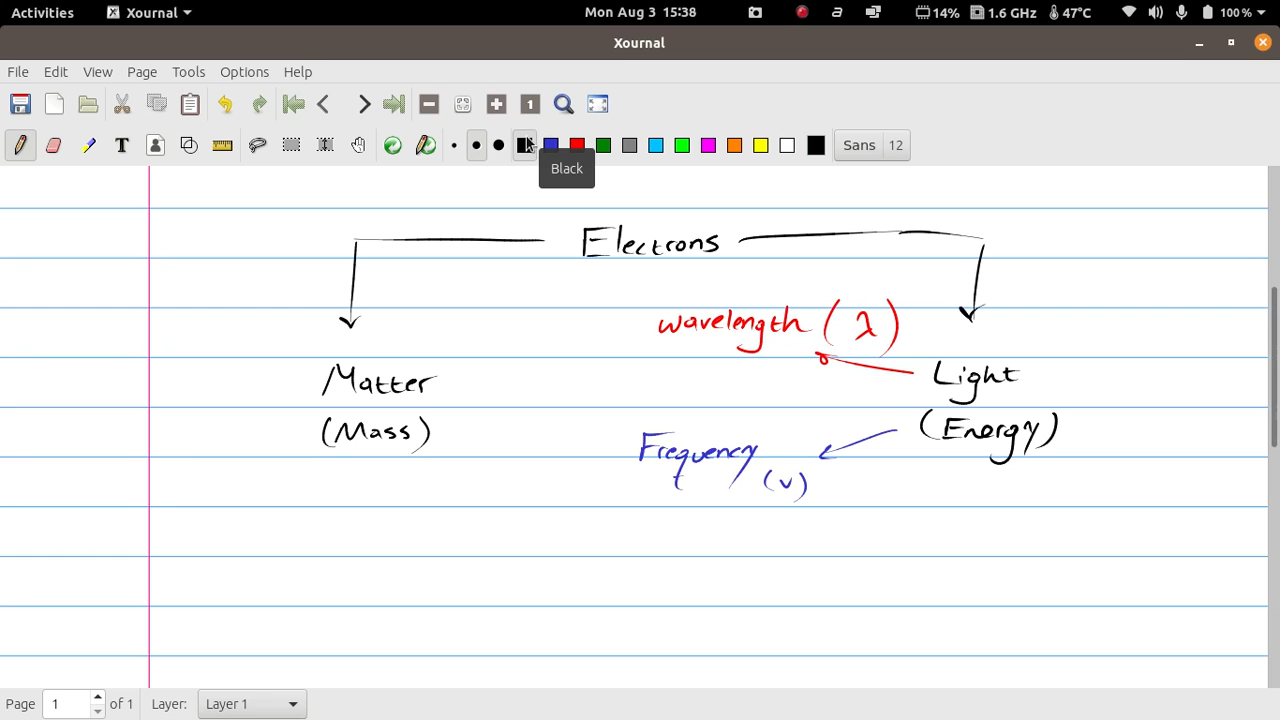 Activities
Xournal
Mon Aug 3 15:38
a
14%
1.6 GHz
47°C
100 %
Xournal
File Edit View Page Tools Options Help
1
T
Sans 12
Black
Electrons
wavelength (λ)
Matter
Light
(Mass)
(Energy)
Frequency
(v)
Page 1 of 1 Layer: Layer 1